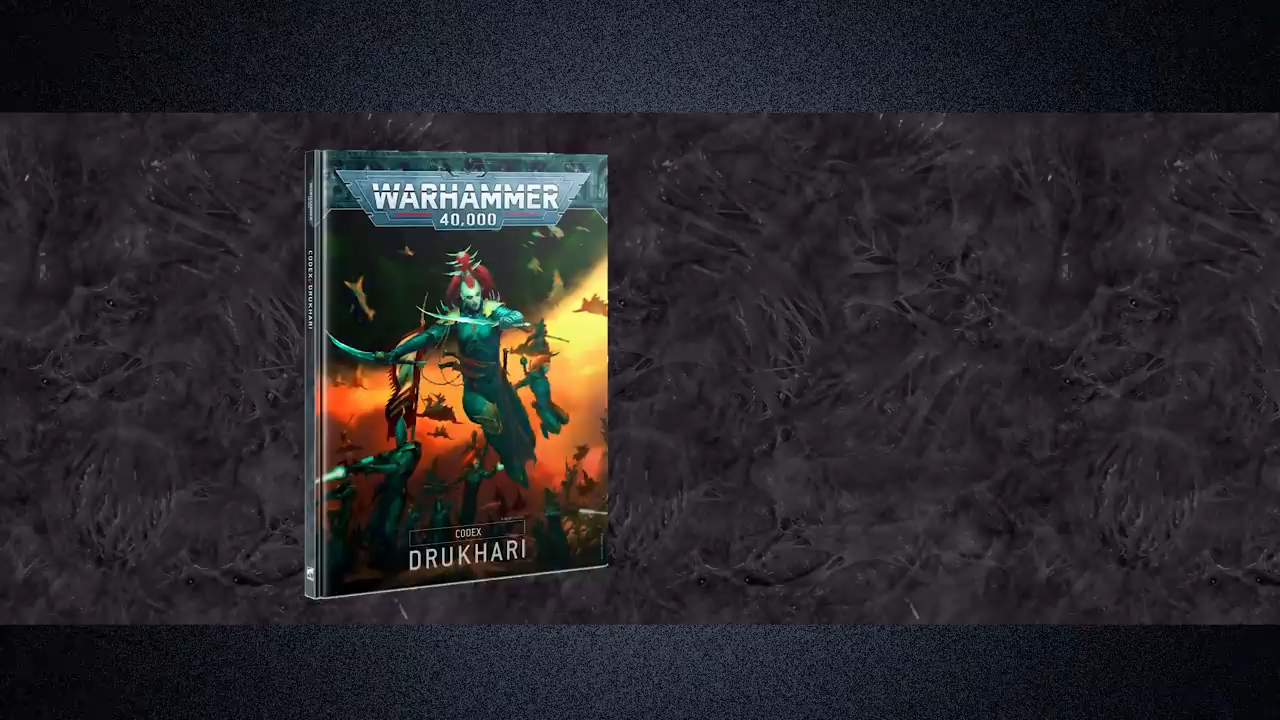 WARHAMMER
40,000
CODEX: DRUKHARI
CODEX
DRUKHARI